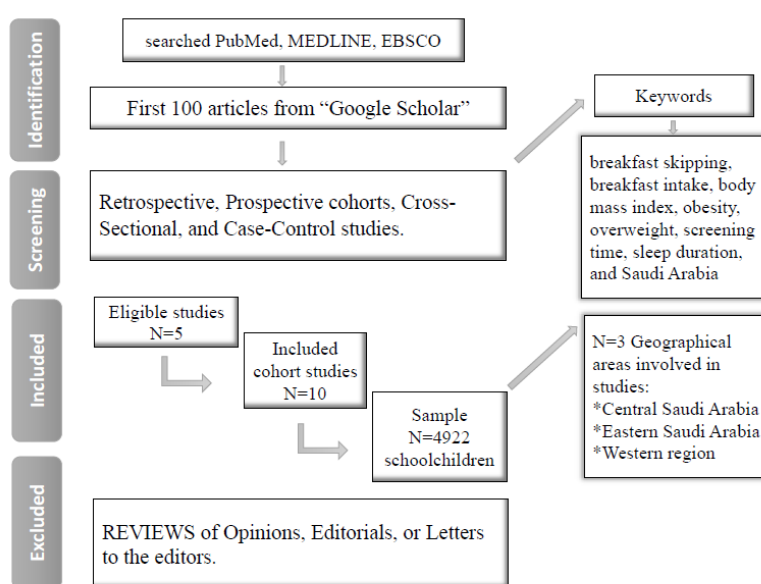 Identification
searched PubMed, MEDLINE, EBSCO
First 100 articles from “Google Scholar”
Keywords
breakfast skipping,
breakfast intake, body
mass index, obesity,
overweight, screening
time, sleep duration,
and Saudi Arabia
Screening
Retrospective, Prospective cohorts, Cross-
Sectional, and Case-Control studies.
Included
Eligible studies
N=5
Included
cohort studies
N=10
Sample
N=4922
schoolchildren
N=3 Geographical
areas involved in
studies:
*Central Saudi Arabia
*Eastern Saudi Arabia
*Western region
Excluded
REVIEWS of Opinions, Editorials, or Letters
to the editors.